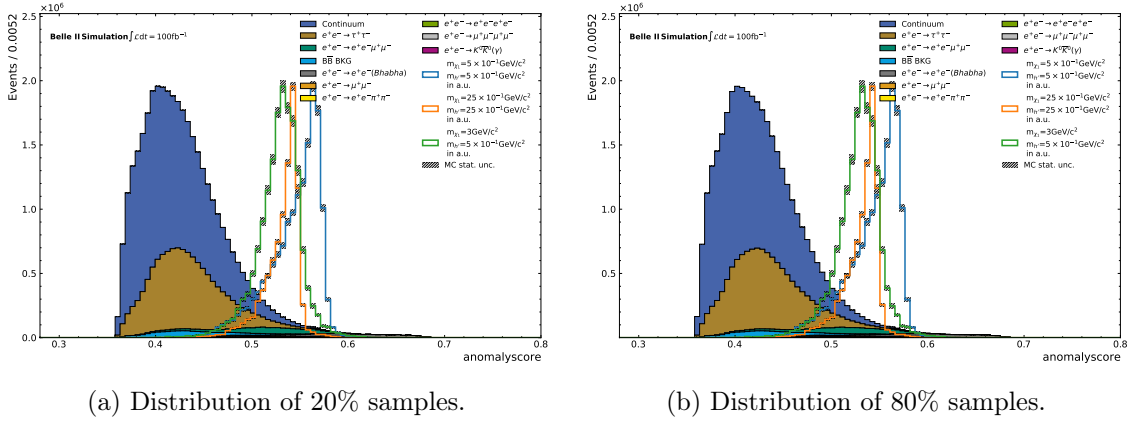 ×10⁶
Belle II Simulation ∫ℒdt = 100fb⁻¹
Events / 0.0052
2.5
2.0
1.5
1.0
0.5
0.0
0.3
0.4
0.5
0.6
0.7
0.8
anomalyscore
Continuum
e⁺e⁻→τ⁺τ⁻
e⁺e⁻→e⁺e⁻μ⁺μ⁻
BB̅ BKG
e⁺e⁻→e⁺e⁻(Bhabha)
e⁺e⁻→μ⁺μ⁻
e⁺e⁻→e⁺e⁻π⁺π⁻
e⁺e⁻→e⁺e⁻e⁺e⁻
e⁺e⁻→μ⁺μ⁻μ⁺μ⁻
e⁺e⁻→K⁰K̅⁰(γ)
m_χ₁=5×10⁻¹GeV/c²
m_h'=5×10⁻¹GeV/c²
in a.u.
m_χ₁=25×10⁻¹GeV/c²
m_h'=25×10⁻¹GeV/c²
in a.u.
m_χ₁=3GeV/c²
m_h'=5×10⁻¹GeV/c²
in a.u.
MC stat. unc.
(a) Distribution of 20% samples.
×10⁶
Belle II Simulation ∫ℒdt = 100fb⁻¹
Events / 0.0052
2.5
2.0
1.5
1.0
0.5
0.0
0.3
0.4
0.5
0.6
0.7
0.8
anomalyscore
Continuum
e⁺e⁻→τ⁺τ⁻
e⁺e⁻→e⁺e⁻μ⁺μ⁻
BB̅ BKG
e⁺e⁻→e⁺e⁻(Bhabha)
e⁺e⁻→μ⁺μ⁻
e⁺e⁻→e⁺e⁻π⁺π⁻
e⁺e⁻→e⁺e⁻e⁺e⁻
e⁺e⁻→μ⁺μ⁻μ⁺μ⁻
e⁺e⁻→K⁰K̅⁰(γ)
m_χ₁=5×10⁻¹GeV/c²
m_h'=5×10⁻¹GeV/c²
in a.u.
m_χ₁=25×10⁻¹GeV/c²
m_h'=25×10⁻¹GeV/c²
in a.u.
m_χ₁=3GeV/c²
m_h'=5×10⁻¹GeV/c²
in a.u.
MC stat. unc.
(b) Distribution of 80% samples.